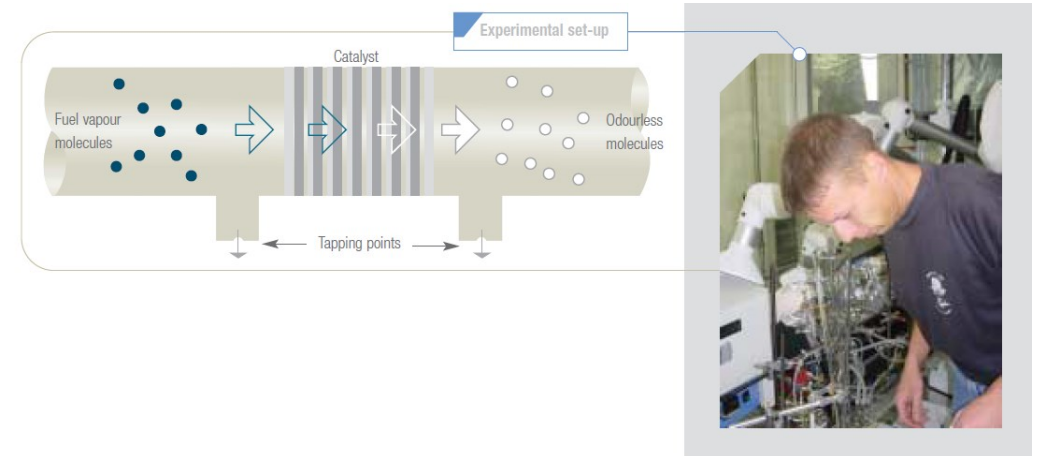 Experimental set-up
Catalyst
Fuel vapour
molecules
Odourless
molecules
Tapping points